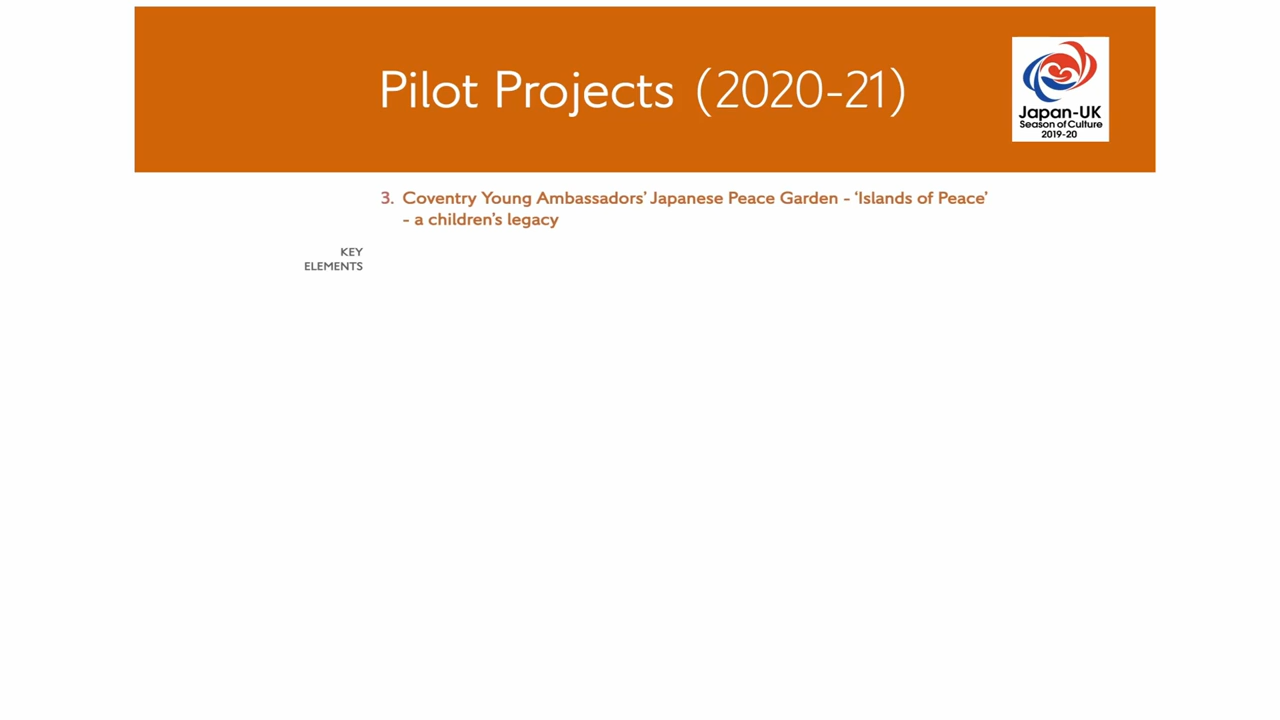 Pilot Projects (2020-21)
Japan-UK
Season of Culture
2019-20
3. Coventry Young Ambassadors’ Japanese Peace Garden - ‘Islands of Peace’
- a children’s legacy
KEY
ELEMENTS